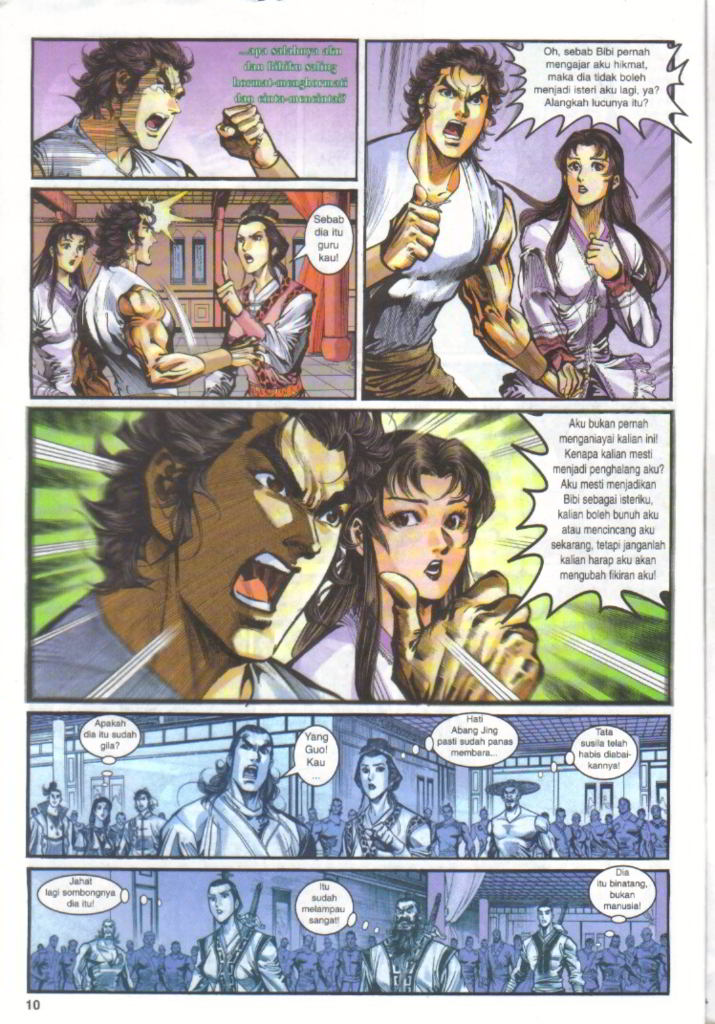 ...apa salahnya aku
dan Bibiku saling
hormat-menghormati
dan cinta-mencintai?
Oh, sebab Bibi pernah
mengajar aku hikmat,
maka dia tidak boleh
menjadi isteri aku lagi, ya?
Alangkah lucunya itu?
Sebab
dia itu
guru
kau!
Aku bukan pernah
menganiayai kalian ini!
Kenapa kalian mesti
menjadi penghalang aku?
Aku mesti menjadikan
Bibi sebagai isteriku,
kalian boleh bunuh aku
atau mencincang aku
sekarang, tetapi janganlah
kalian harap aku akan
mengubah fikiran aku!
Apakah
dia itu sudah
gila?
Yang
Guo!
Kau
...
Hati
Abang Jing
pasti sudah panas
membara...
Tata
susila telah
habis diabai-
kannya!
Jahat
lagi sombongnya
dia itu!
Itu
sudah
melampau
sangat!
Dia
itu binatang,
bukan
manusia!
10